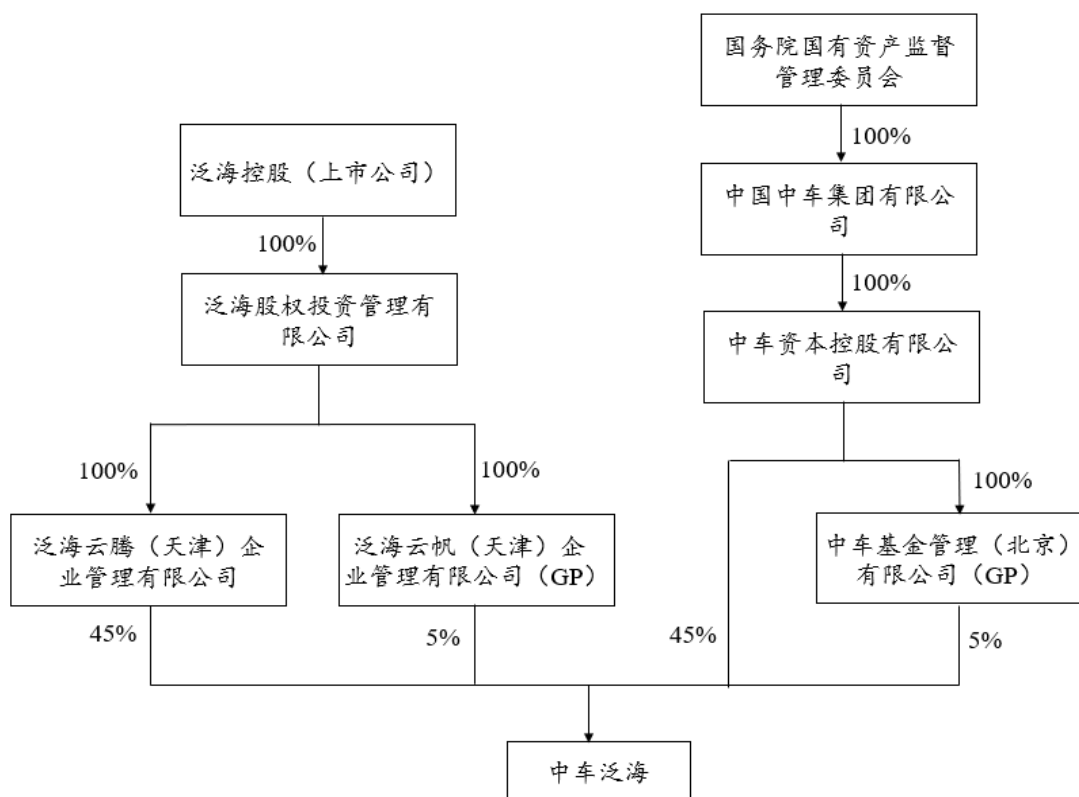 国务院国有资产监督
管理委员会
100%
泛海控股（上市公司）
中国中车集团有限公
司
100%
100%
泛海股权投资管理有
限公司
中车资本控股有限公
司
100%
100%
100%
泛海云腾（天津）企
业管理有限公司
泛海云帆（天津）企
业管理有限公司（GP）
中车基金管理（北京）
有限公司（GP）
45%
5%
45%
5%
中车泛海